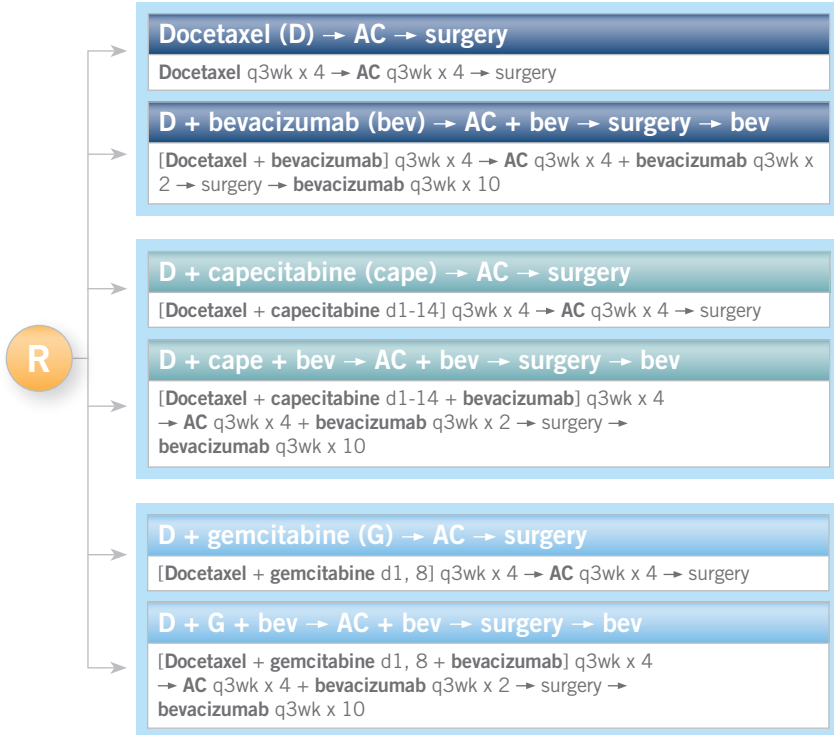 Docetaxel (D) → AC → surgery
Docetaxel q3wk x 4 → AC q3wk x 4 → surgery
D + bevacizumab (bev) → AC + bev → surgery → bev
[Docetaxel + bevacizumab] q3wk x 4 → AC q3wk x 4 + bevacizumab q3wk x
2 → surgery → bevacizumab q3wk x 10
D + capecitabine (cape) → AC → surgery
[Docetaxel + capecitabine d1-14] q3wk x 4 → AC q3wk x 4 → surgery
R
D + cape + bev → AC + bev → surgery → bev
[Docetaxel + capecitabine d1-14 + bevacizumab] q3wk x 4
→ AC q3wk x 4 + bevacizumab q3wk x 2 → surgery →
bevacizumab q3wk x 10
D + gemcitabine (G) → AC → surgery
[Docetaxel + gemcitabine d1, 8] q3wk x 4 → AC q3wk x 4 → surgery
D + G + bev → AC + bev → surgery → bev
[Docetaxel + gemcitabine d1, 8 + bevacizumab] q3wk x 4
→ AC q3wk x 4 + bevacizumab q3wk x 2 → surgery →
bevacizumab q3wk x 10